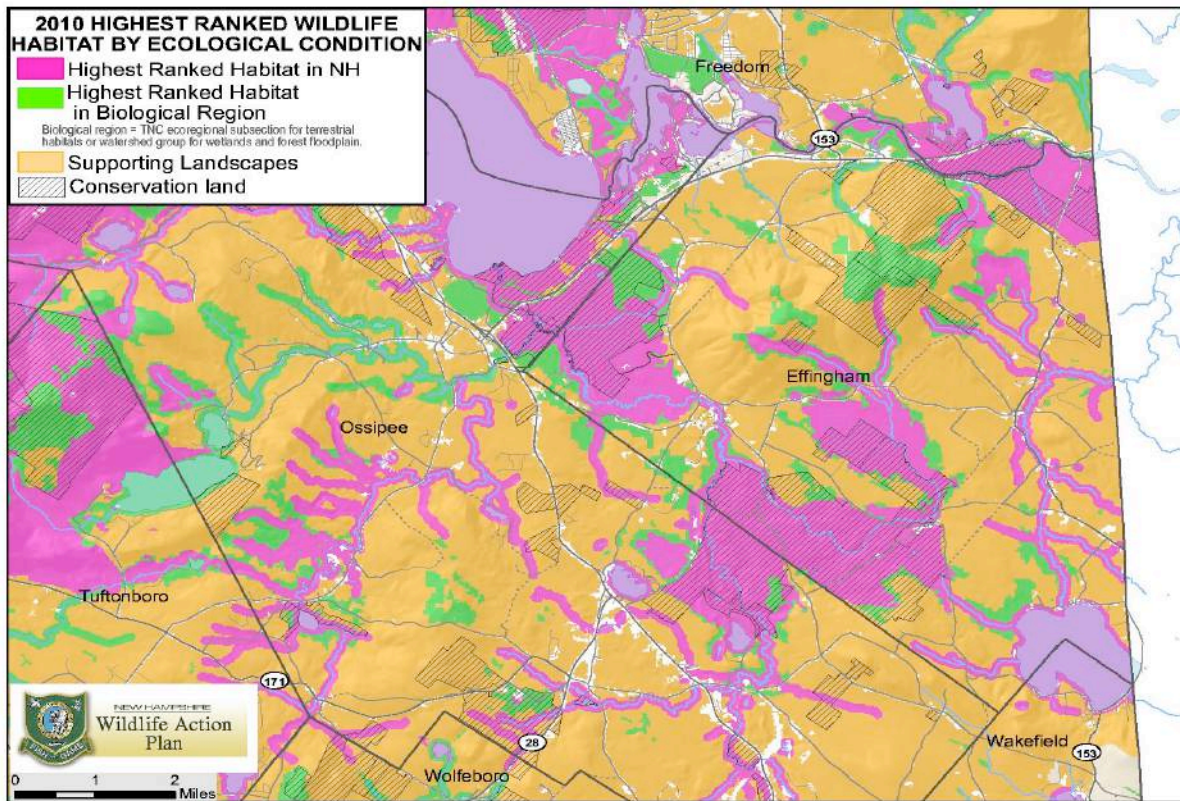 2010 HIGHEST RANKED WILDLIFE
HABITAT BY ECOLOGICAL CONDITION
Highest Ranked Habitat in NH
Highest Ranked Habitat
in Biological Region
Biological region = TNC ecoregional subsection for terrestrial
habitats or watershed group for wetlands and forest floodplain.
Supporting Landscapes
Conservation land
Freedom
153
Effingham
Ossipee
Tuftonboro
171
28
Wolfeboro
Wakefield
153
NEW HAMPSHIRE
Wildlife Action
Plan
FISH
GAME
0 1 2
Miles